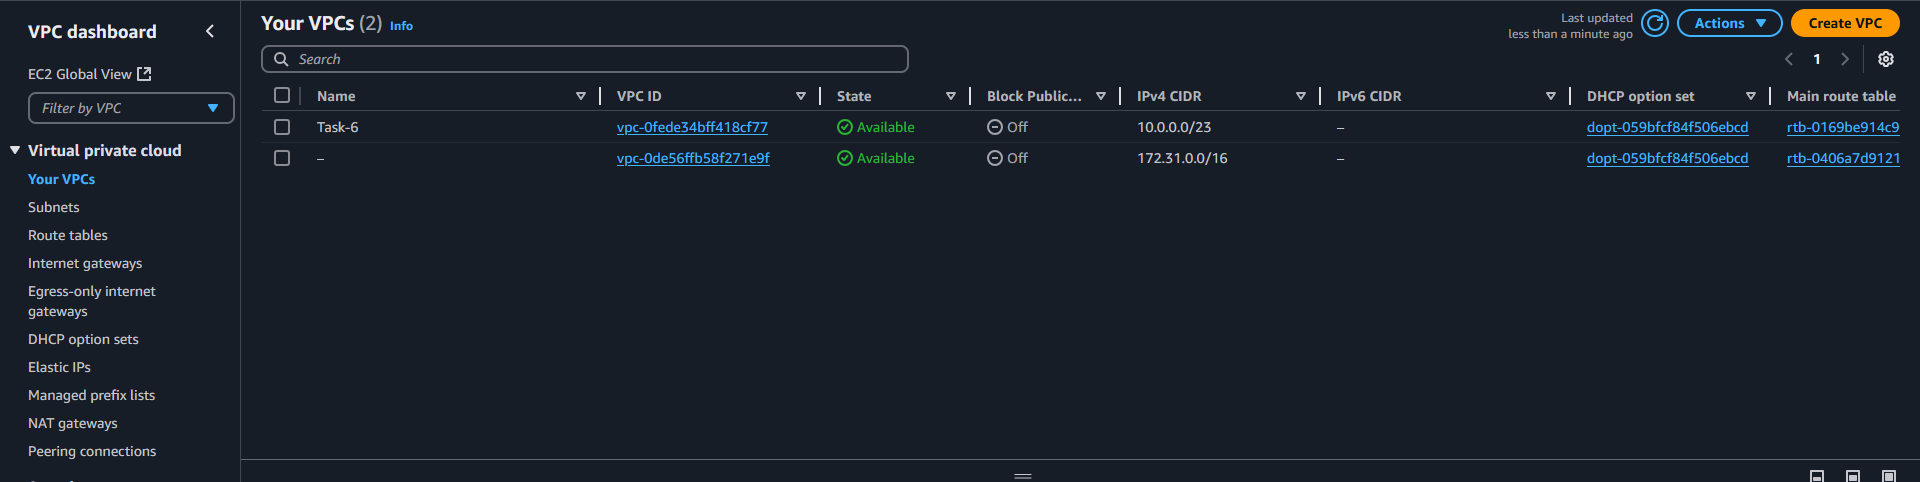 VPC dashboard
EC2 Global View
Filter by VPC
Virtual private cloud
Your VPCs
Subnets
Route tables
Internet gateways
Egress-only internet
gateways
DHCP option sets
Elastic IPs
Managed prefix lists
NAT gateways
Peering connections
Your VPCs (2) Info
Last updated
less than a minute ago
Actions
Create VPC
Search
1
Name VPC ID State Block Public... IPv4 CIDR IPv6 CIDR DHCP option set Main route table
Task-6 vpc-0fede34bff418cf77 Available Off 10.0.0.0/23 – dopt-059bfcf84f506ebcd rtb-0169be914c9
– vpc-0de56ffb58f271e9f Available Off 172.31.0.0/16 – dopt-059bfcf84f506ebcd rtb-0406a7d9121